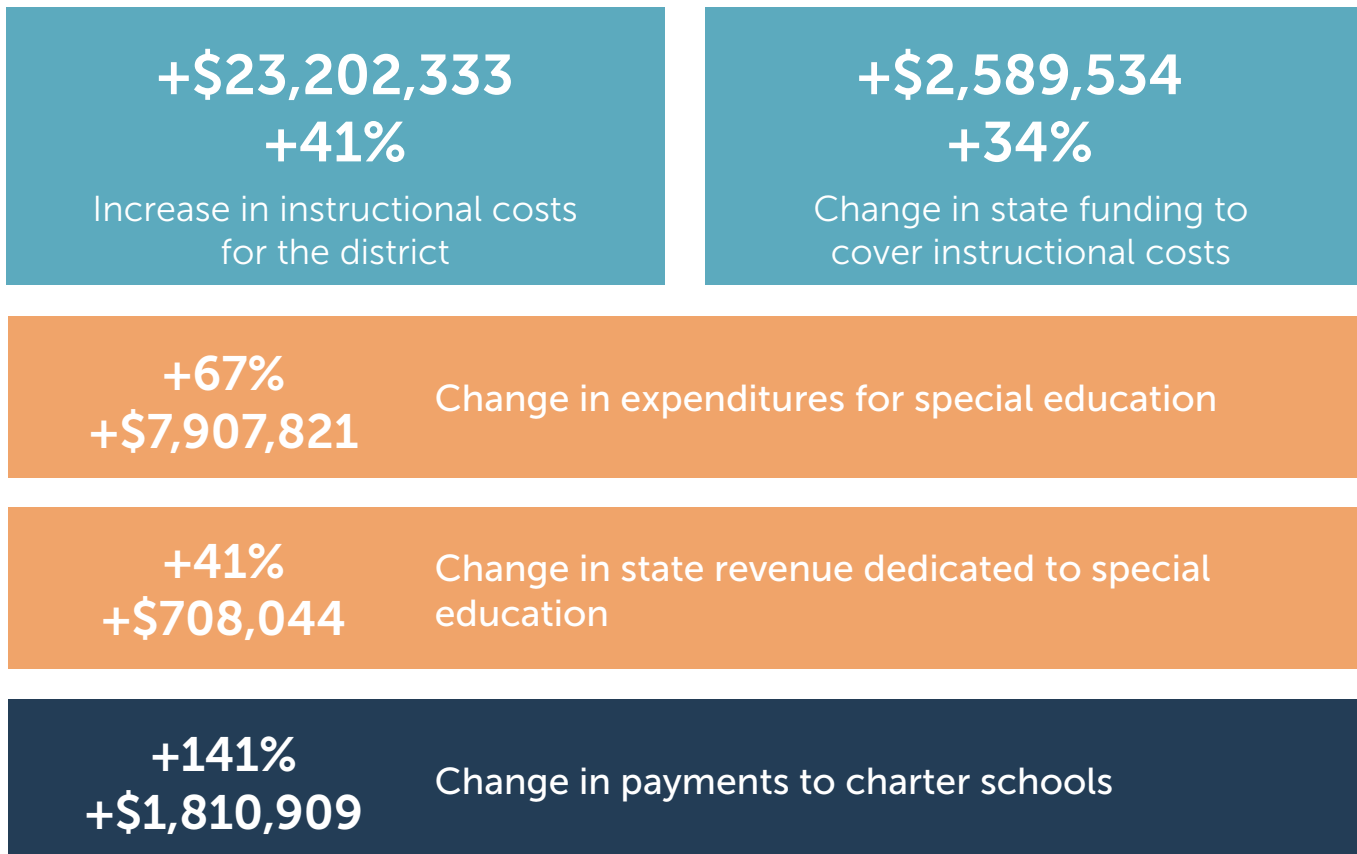 +$23,202,333
+41%
Increase in instructional costs
for the district
+$2,589,534
+34%
Change in state funding to
cover instructional costs
+67%
+$7,907,821
Change in expenditures for special education
+41%
+$708,044
Change in state revenue dedicated to special
education
+141%
+$1,810,909
Change in payments to charter schools